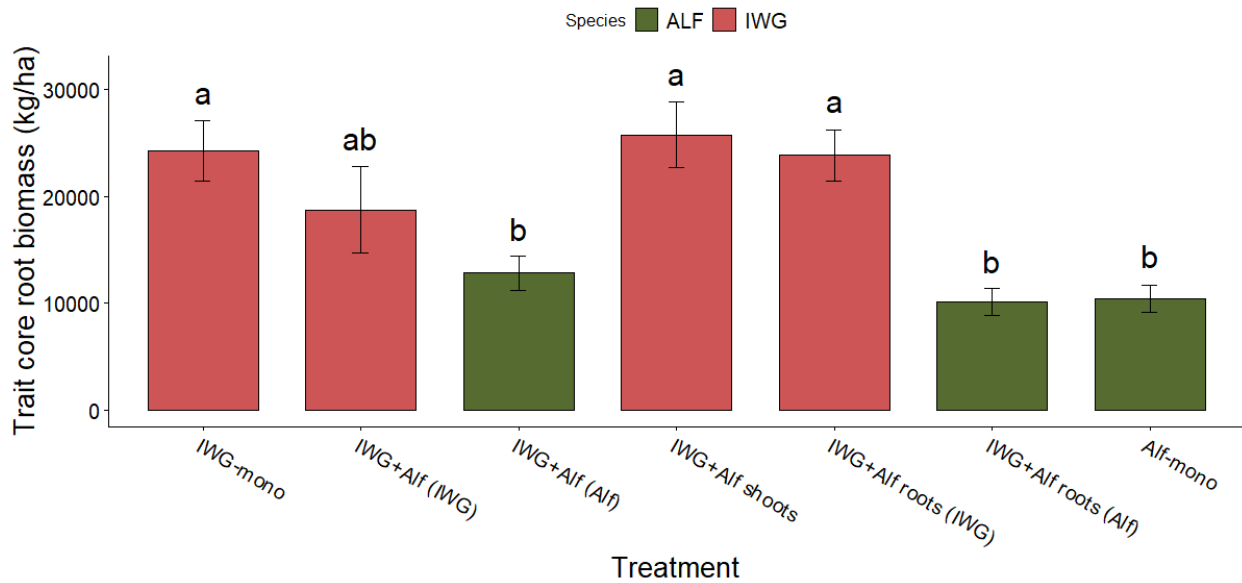 Species ALF IWG
Trait core root biomass (kg/ha)
30000
20000
10000
0
a
ab
b
a
a
b
b
IWG-mono
IWG+Alf (IWG)
IWG+Alf (Alf)
IWG+Alf shoots
IWG+Alf roots (IWG)
IWG+Alf roots (Alf)
Alf-mono
Treatment